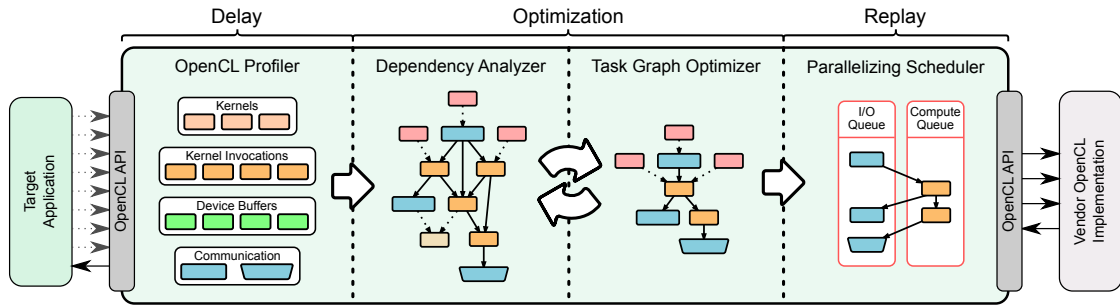 Delay
Optimization
Replay
OpenCL Profiler
Dependency Analyzer
Task Graph Optimizer
Parallelizing Scheduler
Target
Application
OpenCL API
Kernels
Kernel Invocations
Device Buffers
Communication
I/O
Queue
Compute
Queue
OpenCL API
Vendor OpenCL
Implementation